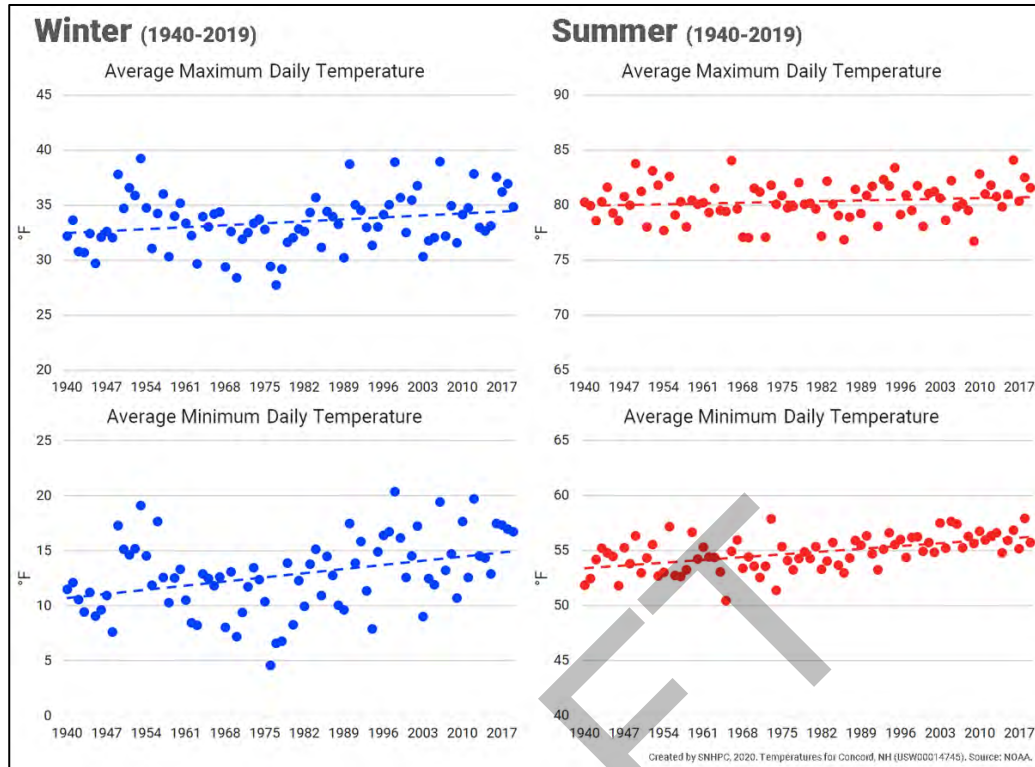 Winter (1940-2019)
Average Maximum Daily Temperature
45
40
35
°F
30
25
20
1940 1947 1954 1961 1968 1975 1982 1989 1996 2003 2010 2017
Average Minimum Daily Temperature
25
20
15
°F
10
5
0
1940 1947 1954 1961 1968 1975 1982 1989 1996 2003 2010 2017
Summer (1940-2019)
Average Maximum Daily Temperature
90
85
80
°F
75
70
65
1940 1947 1954 1961 1968 1975 1982 1989 1996 2003 2010 2017
Average Minimum Daily Temperature
65
60
55
°F
50
45
40
1940 1947 1954 1961 1968 1975 1982 1989 1996 2003 2010 2017
Created by SNHPC, 2020. Temperatures for Concord, NH (USW00014745). Source: NOAA.
FT